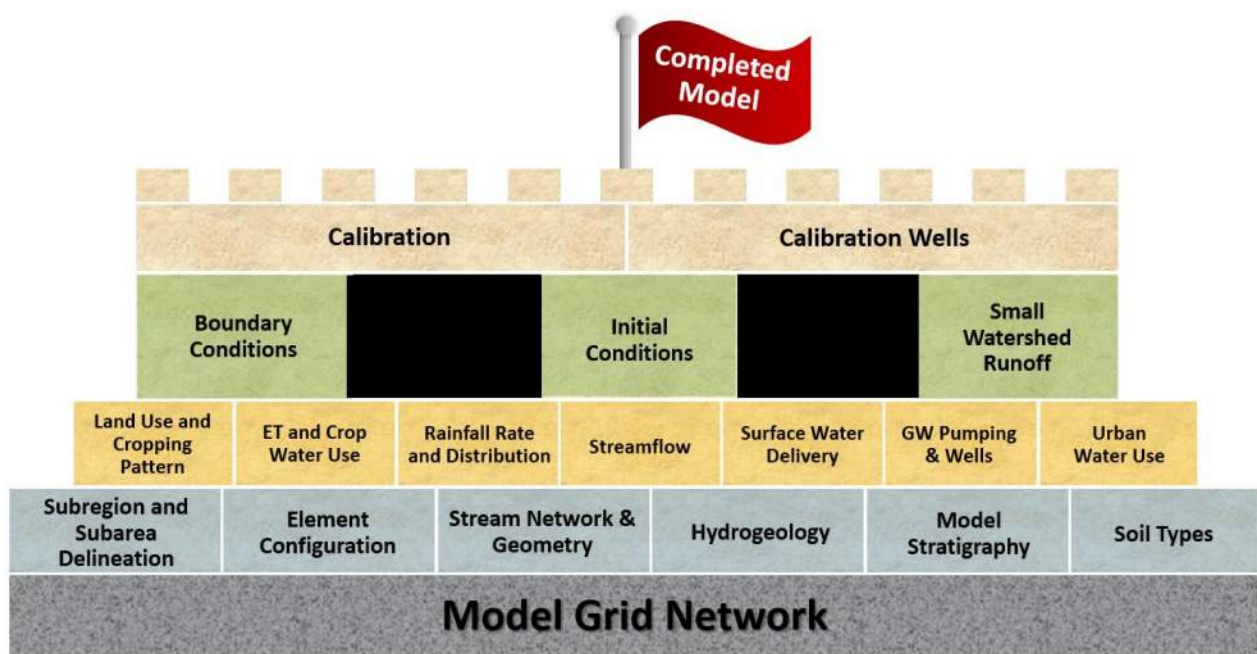 Completed
Model
Calibration
Calibration Wells
Boundary
Conditions
Initial
Conditions
Small
Watershed
Runoff
Land Use and
Cropping
Pattern
ET and Crop
Water Use
Rainfall Rate
and Distribution
Streamflow
Surface Water
Delivery
GW Pumping
& Wells
Urban
Water Use
Subregion and
Subarea
Delineation
Element
Configuration
Stream Network &
Geometry
Hydrogeology
Model
Stratigraphy
Soil Types
Model Grid Network